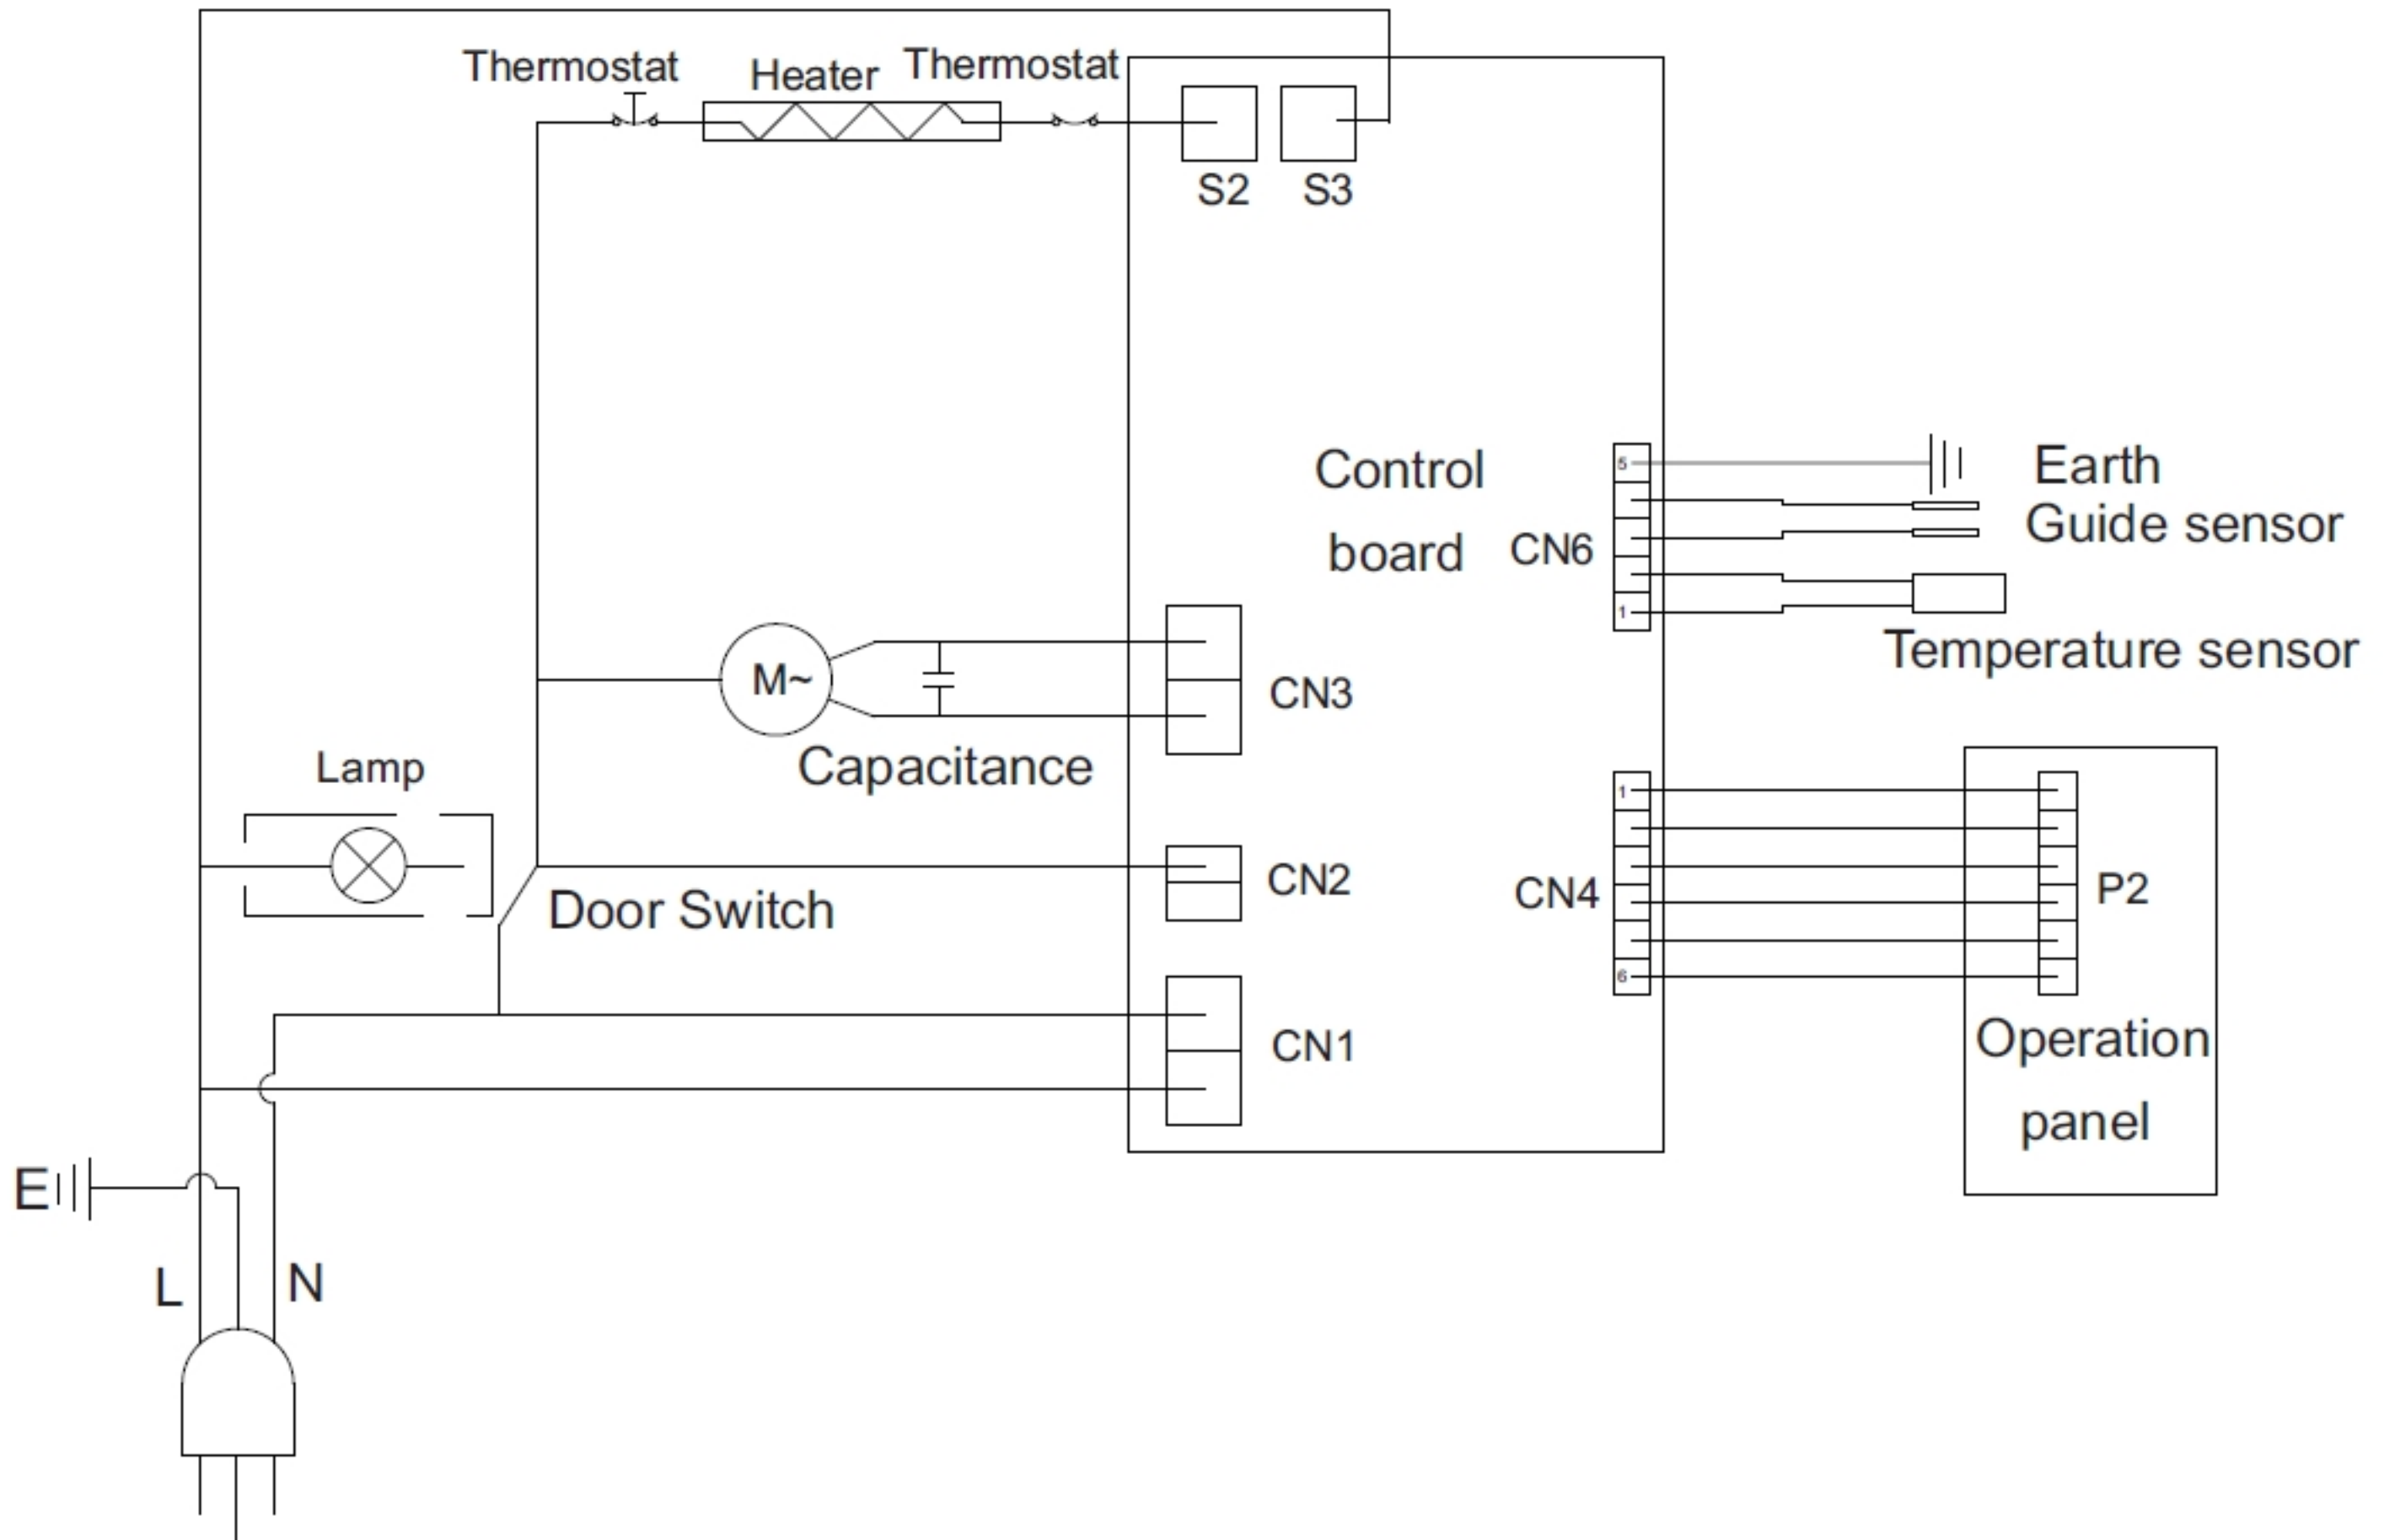 Thermostat
Heater
Thermostat
S2
S3
Control
board
CN6
5
1
Earth
Guide sensor
Temperature sensor
M~
CN3
Capacitance
Lamp
CN2
Door Switch
CN4
1
6
P2
CN1
Operation
panel
E
L
N